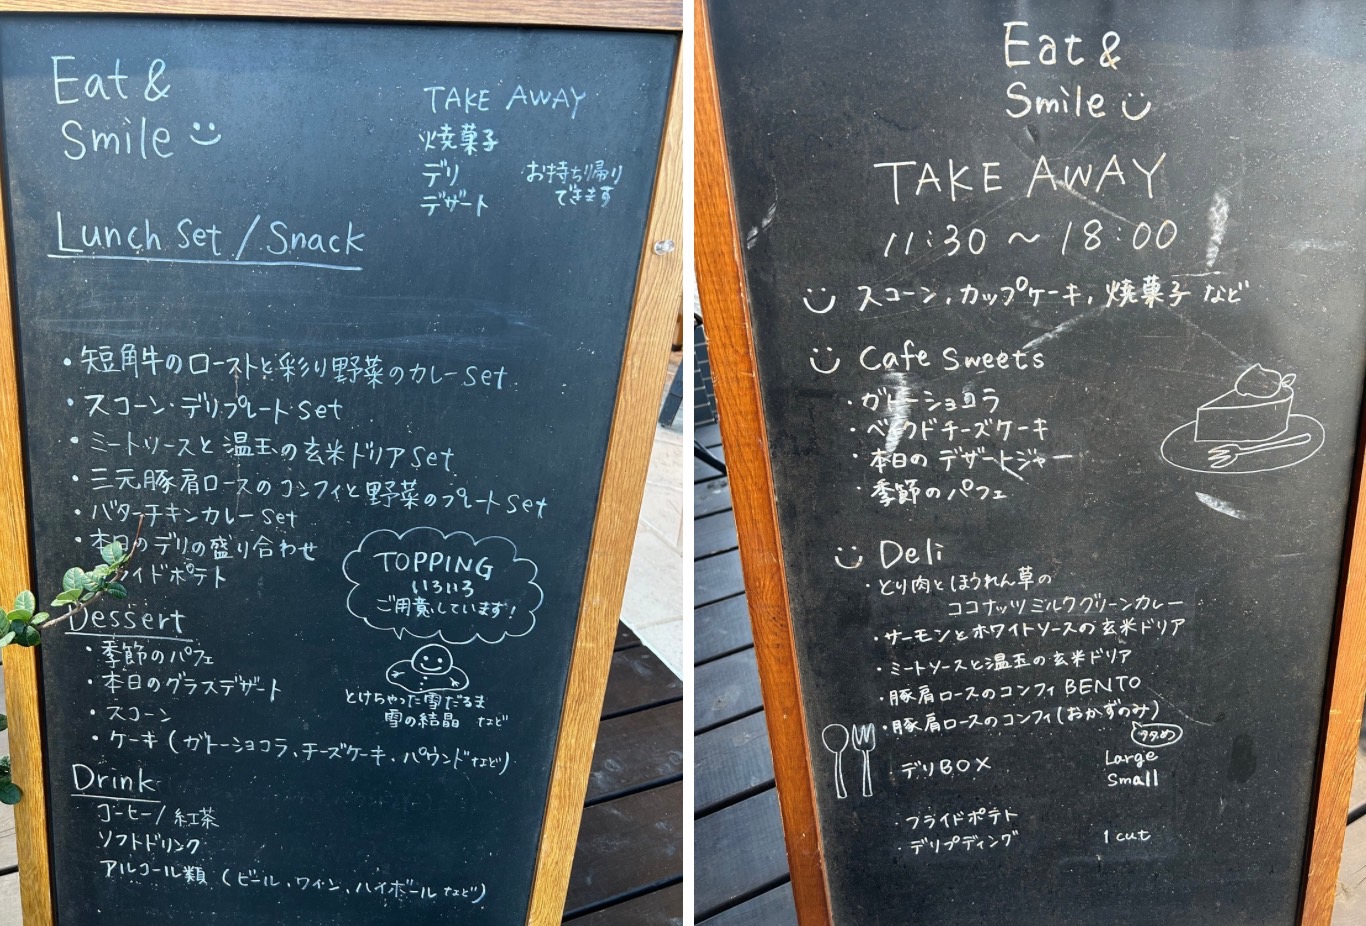 Eat &
Smile
TAKE AWAY
焼菓子
デリ
デザート
お持ち帰り
できます
Lunch Set / Snack
・短角牛のローストと彩り野菜のカレーset
・スコーン・デリプレートset
・ミートソースと温玉の玄米ドリアset
・三元豚肩ロースのコンフィと野菜のプレートset
・バターチキンカレーset
・本日のデリの盛り合わせ
イドポテト
TOPPING
いろいろ
ご用意しています!
とけちゃった雪だるま
雪の結晶 など
Dessert
・季節のパフェ
・本日のグラスデザート
・スコーン
・ケーキ(ガトーショコラ、チーズケーキ、パウンドなど)
Drink
コーヒー/紅茶
ソフトドリンク
アルコール類(ビール、ワイン、ハイボールなど)
Eat &
Smile
TAKE AWAY
11:30 〜 18:00
スコーン, カップケーキ, 焼菓子 など
Cafe sweets
・ガトーショコラ
・ベイクドチーズケーキ
・本日のデザートジャー
・季節のパフェ
Deli
・とり肉とほうれん草の
ココナッツミルクグリーンカレー
・サーモンとホワイトソースの玄米ドリア
・ミートソースと温玉の玄米ドリア
・豚肩ロースのコンフィ BENTO
・豚肩ロースのコンフィ(おかずのみ)
・デリBOX
Large
small
・フライドポテト
・デリプディング 1cut